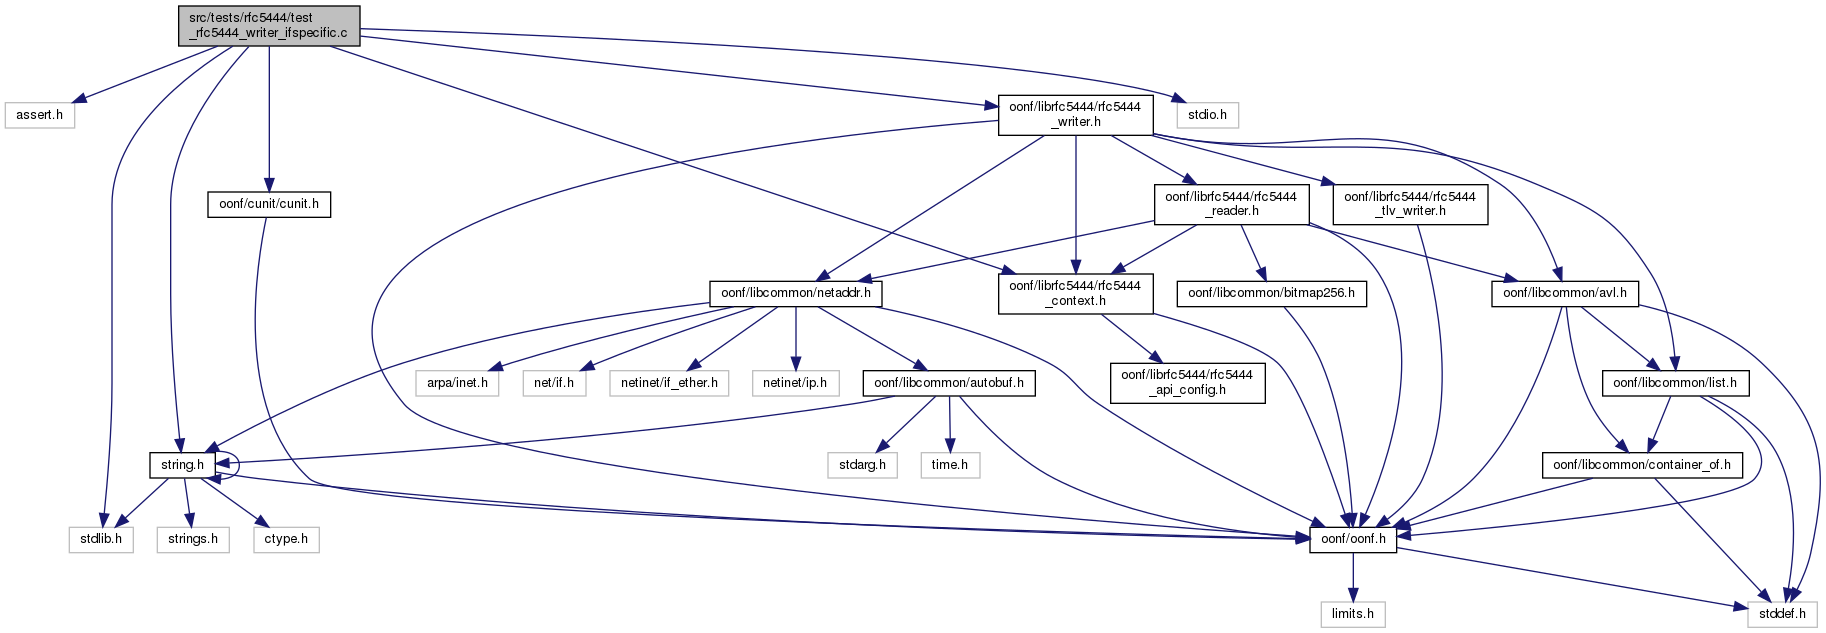 src/tests/rfc5444/test
_rfc5444_writer_ifspecific.c
assert.h
oonf/librfc5444/rfc5444
_writer.h
stdio.h
oonf/cunit/cunit.h
oonf/librfc5444/rfc5444
_reader.h
oonf/librfc5444/rfc5444
_tlv_writer.h
oonf/libcommon/netaddr.h
oonf/librfc5444/rfc5444
_context.h
oonf/libcommon/bitmap256.h
oonf/libcommon/avl.h
arpa/inet.h
net/if.h
netinet/if_ether.h
netinet/ip.h
oonf/libcommon/autobuf.h
oonf/librfc5444/rfc5444
_api_config.h
oonf/libcommon/list.h
string.h
stdarg.h
time.h
oonf/libcommon/container_of.h
stdlib.h
strings.h
ctype.h
oonf/oonf.h
limits.h
stddef.h